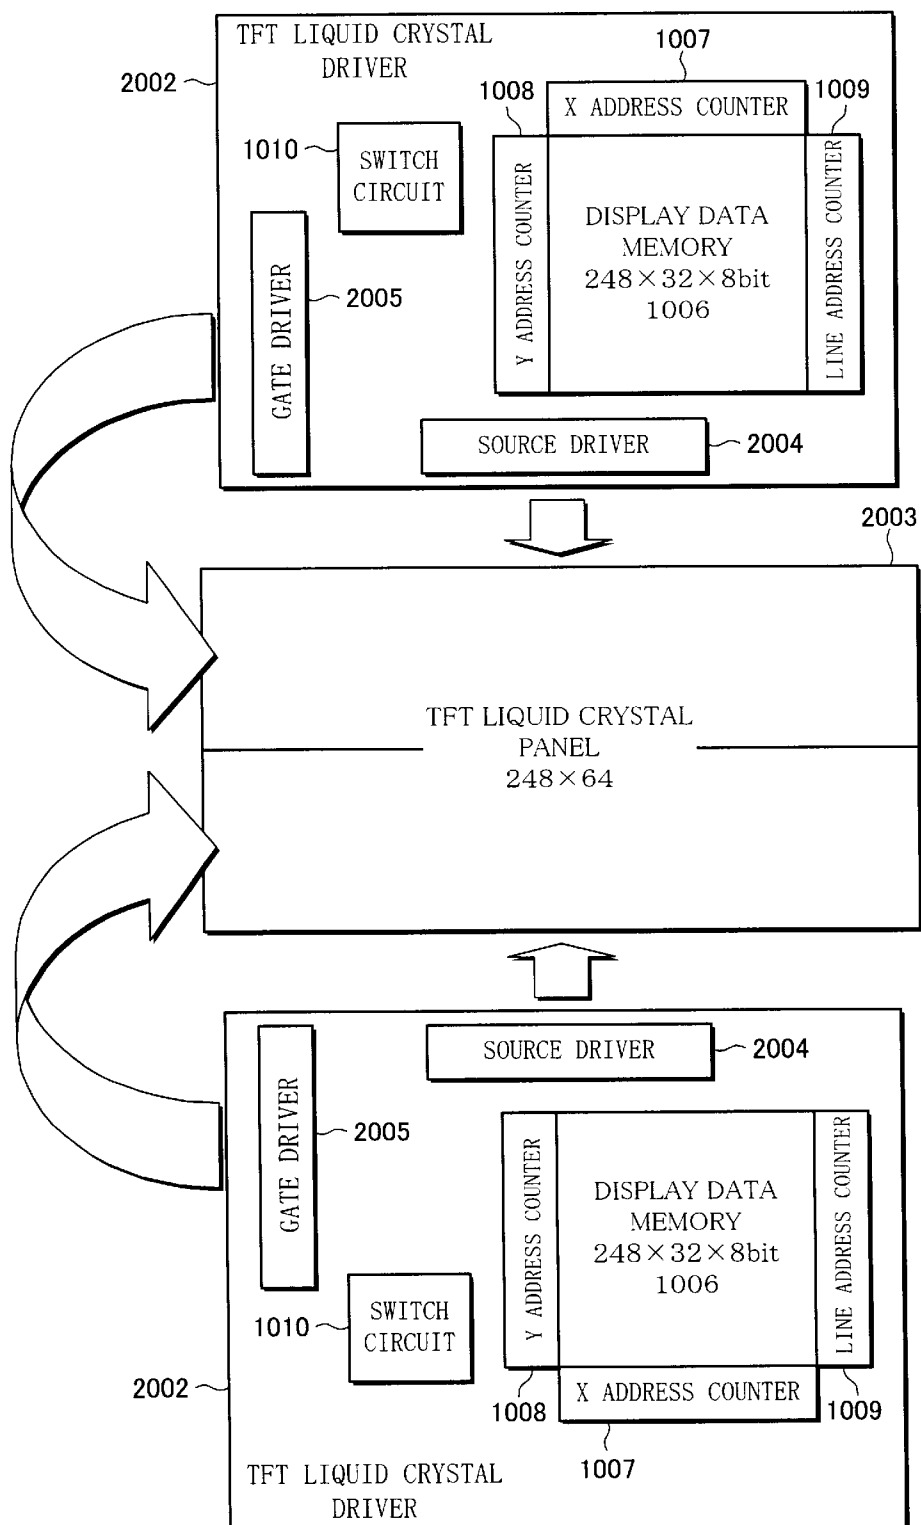 TFT LIQUID CRYSTAL
DRIVER
2002
1007
1008
X ADDRESS COUNTER
1009
1010
SWITCH
CIRCUIT
Y ADDRESS COUNTER
DISPLAY DATA
MEMORY
248×32×8bit
1006
LINE ADDRESS COUNTER
GATE DRIVER
2005
SOURCE DRIVER
2004
2003
TFT LIQUID CRYSTAL
PANEL
248×64
SOURCE DRIVER
2004
GATE DRIVER
2005
Y ADDRESS COUNTER
DISPLAY DATA
MEMORY
248×32×8bit
1006
LINE ADDRESS COUNTER
1010
SWITCH
CIRCUIT
2002
1008
X ADDRESS COUNTER
1009
1007
TFT LIQUID CRYSTAL
DRIVER